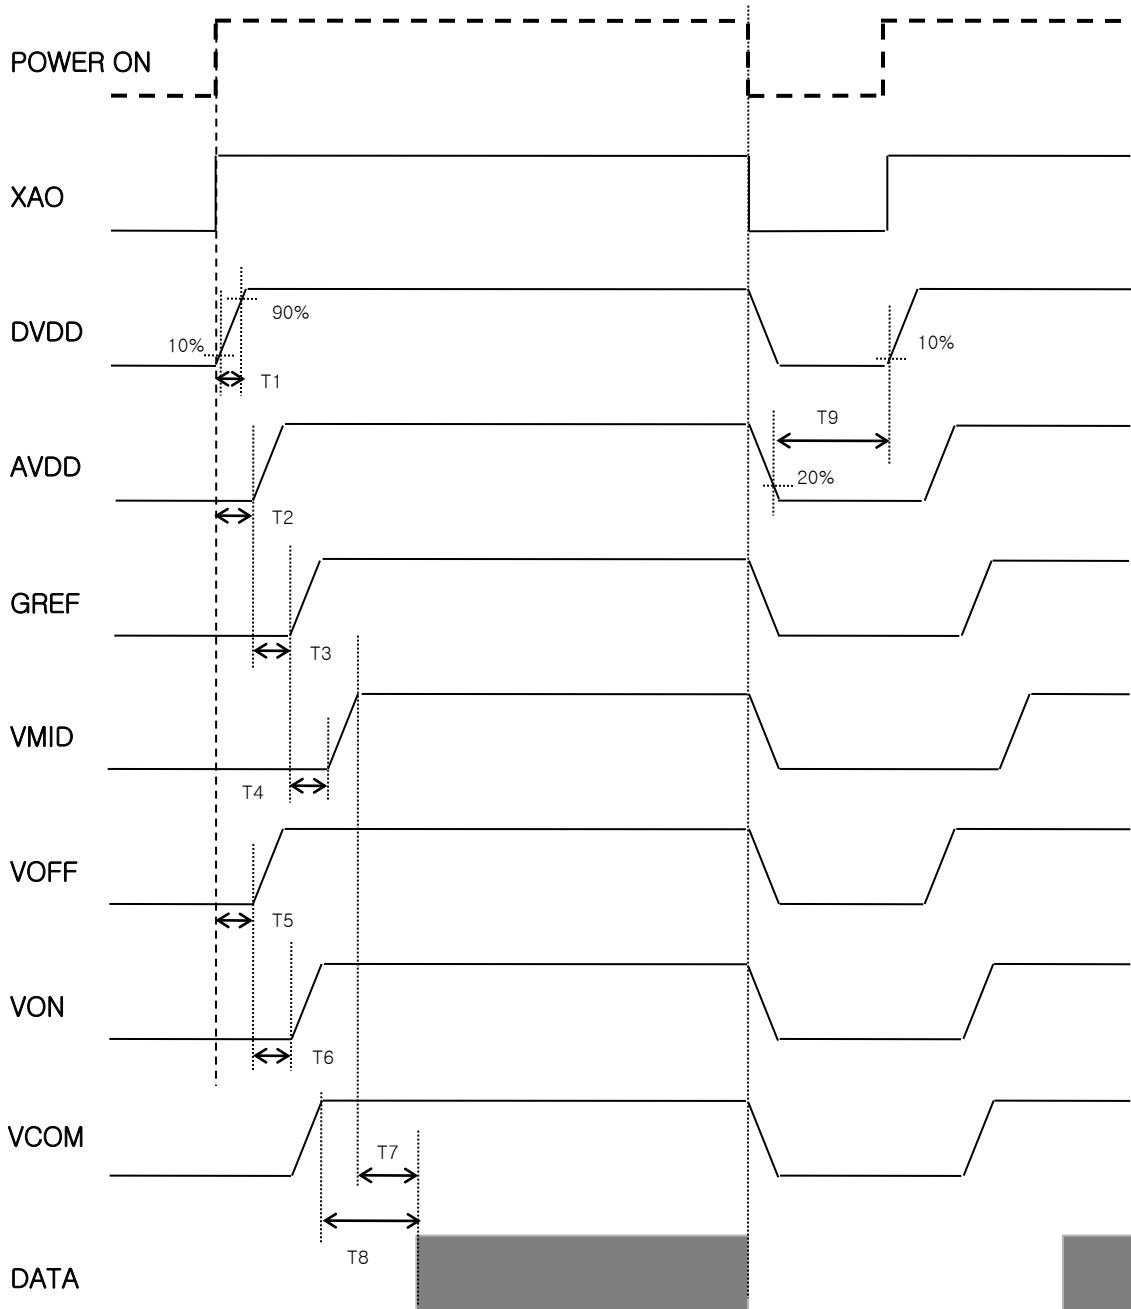 POWER ON
XAO
90%
DVDD
10%
10%
T1
T9
AVDD
20%
T2
GREF
T3
VMID
T4
VOFF
T5
VON
T6
VCOM
T7
T8
DATA